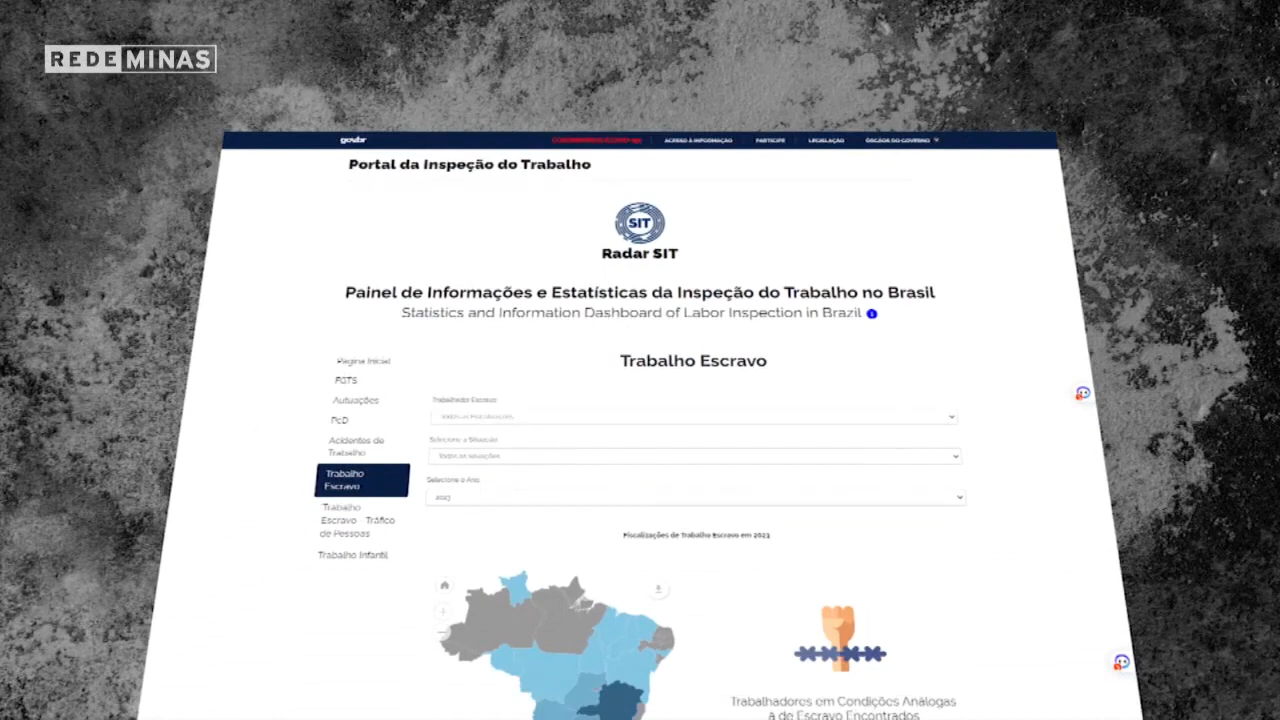 REDE MINAS
gov.br
ACESSO À INFORMAÇÃO PARTICIPE LEGISLAÇÃO ÓRGÃOS DO GOVERNO
Portal da Inspeção do Trabalho
SIT
Radar SIT
Painel de Informações e Estatísticas da Inspeção do Trabalho no Brasil
Statistics and Information Dashboard of Labor Inspection in Brazil
Trabalho Escravo
Página Inicial
FGTS
Autuações
PcD
Acidentes de
Trabalho
Trabalho
Escravo
Trabalho
Escravo - Tráfico
de Pessoas
Trabalho Infantil
Trabalhador Escravo
Selecione a Situação
Todas as Situações
Selecione o Ano
2023
Fiscalizações de Trabalho Escravo em 2023
Trabalhadores em Condições Análogas
à de Escravo Encontrados